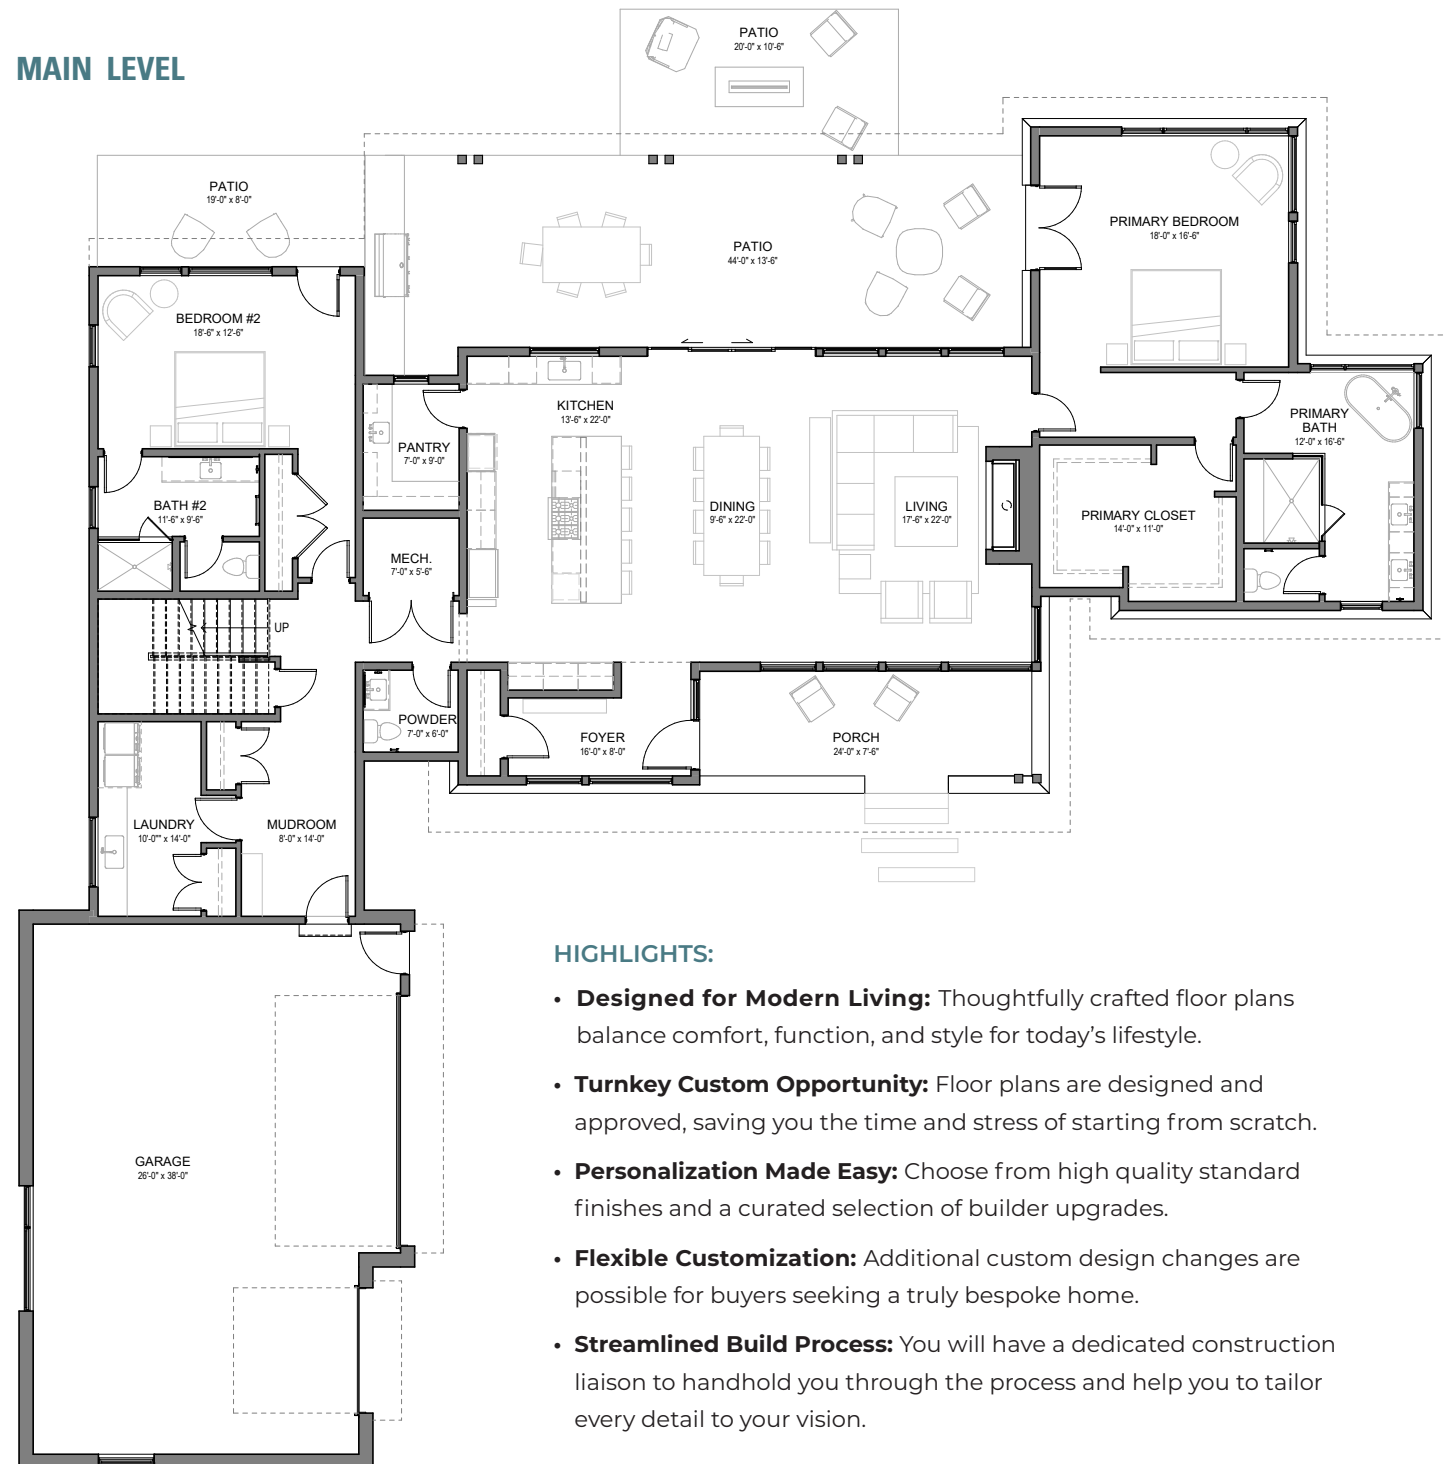 MAIN LEVEL
PATIO
20'-0" x 10'-6"
PATIO
19'-0" x 8'-0"
PATIO
44'-0" x 13'-6"
PRIMARY BEDROOM
18'-0" x 16'-6"
BEDROOM #2
18'-6" x 12'-6"
KITCHEN
13'-6" x 22'-0"
PANTRY
7'-0" x 9'-0"
PRIMARY
BATH
12'-0" x 16'-6"
BATH #2
11'-6" x 9'-6"
DINING
9'-6" x 22'-0"
LIVING
17'-6" x 22'-0"
PRIMARY CLOSET
14'-0" x 11'-0"
MECH.
7'-0" x 5'-6"
UP
POWDER
7'-0" x 6'-0"
FOYER
16'-0" x 8'-0"
PORCH
24'-0" x 7'-6"
LAUNDRY
10'-0"" x 14'-0"
MUDROOM
8'-0" x 14'-0"
GARAGE
26'-0" x 38'-0"
HIGHLIGHTS:
• Designed for Modern Living: Thoughtfully crafted floor plans
balance comfort, function, and style for today’s lifestyle.
• Turnkey Custom Opportunity: Floor plans are designed and
approved, saving you the time and stress of starting from scratch.
• Personalization Made Easy: Choose from high quality standard
finishes and a curated selection of builder upgrades.
• Flexible Customization: Additional custom design changes are
possible for buyers seeking a truly bespoke home.
• Streamlined Build Process: You will have a dedicated construction
liaison to handhold you through the process and help you to tailor
every detail to your vision.